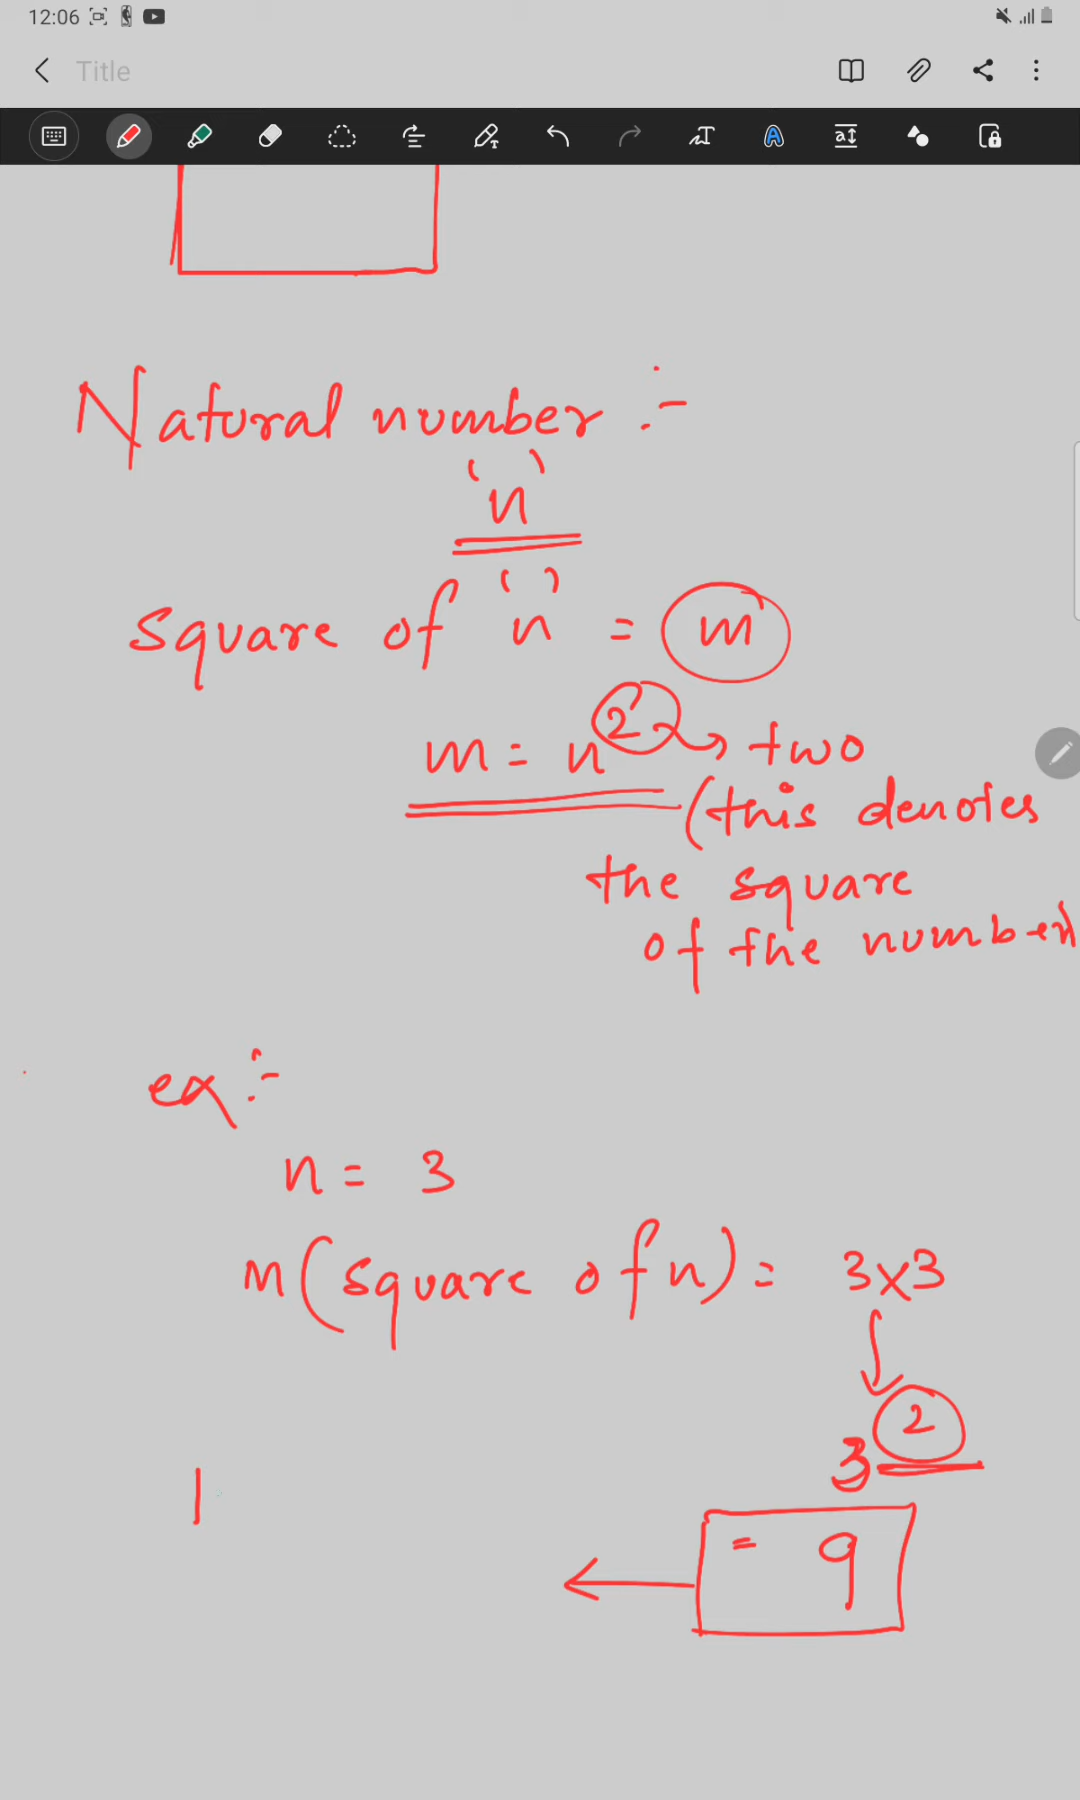 12:06
Title
Natural number :-
'n'
square of 'n' = m
m = n² → two
(this denotes
the square
of the number)
ex :-
n = 3
m(square of n) = 3x3
3²
= 9